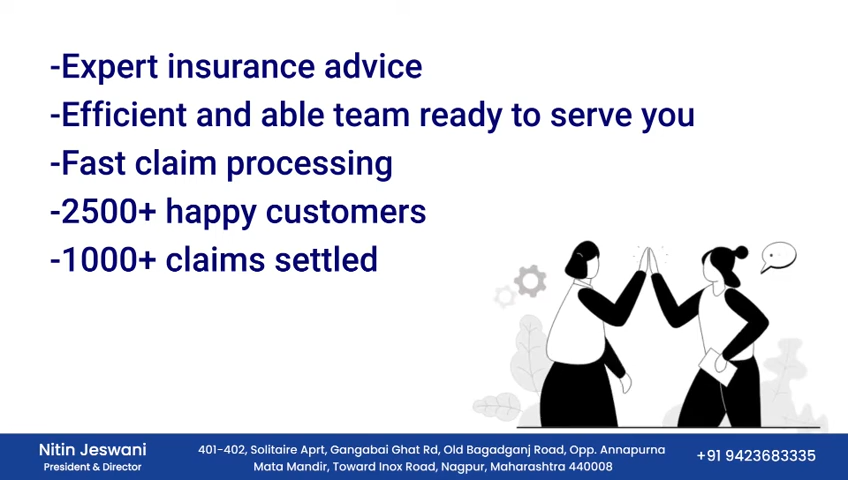 -Expert insurance advice
-Efficient and able team ready to serve you
-Fast claim processing
-2500+ happy customers
-1000+ claims settled
Nitin Jeswani
President & Director
401-402, Solitaire Aprt, Gangabai Ghat Rd, Old Bagadganj Road, Opp. Annapurna
Mata Mandir, Toward Inox Road, Nagpur, Maharashtra 440008
+91 9423683335